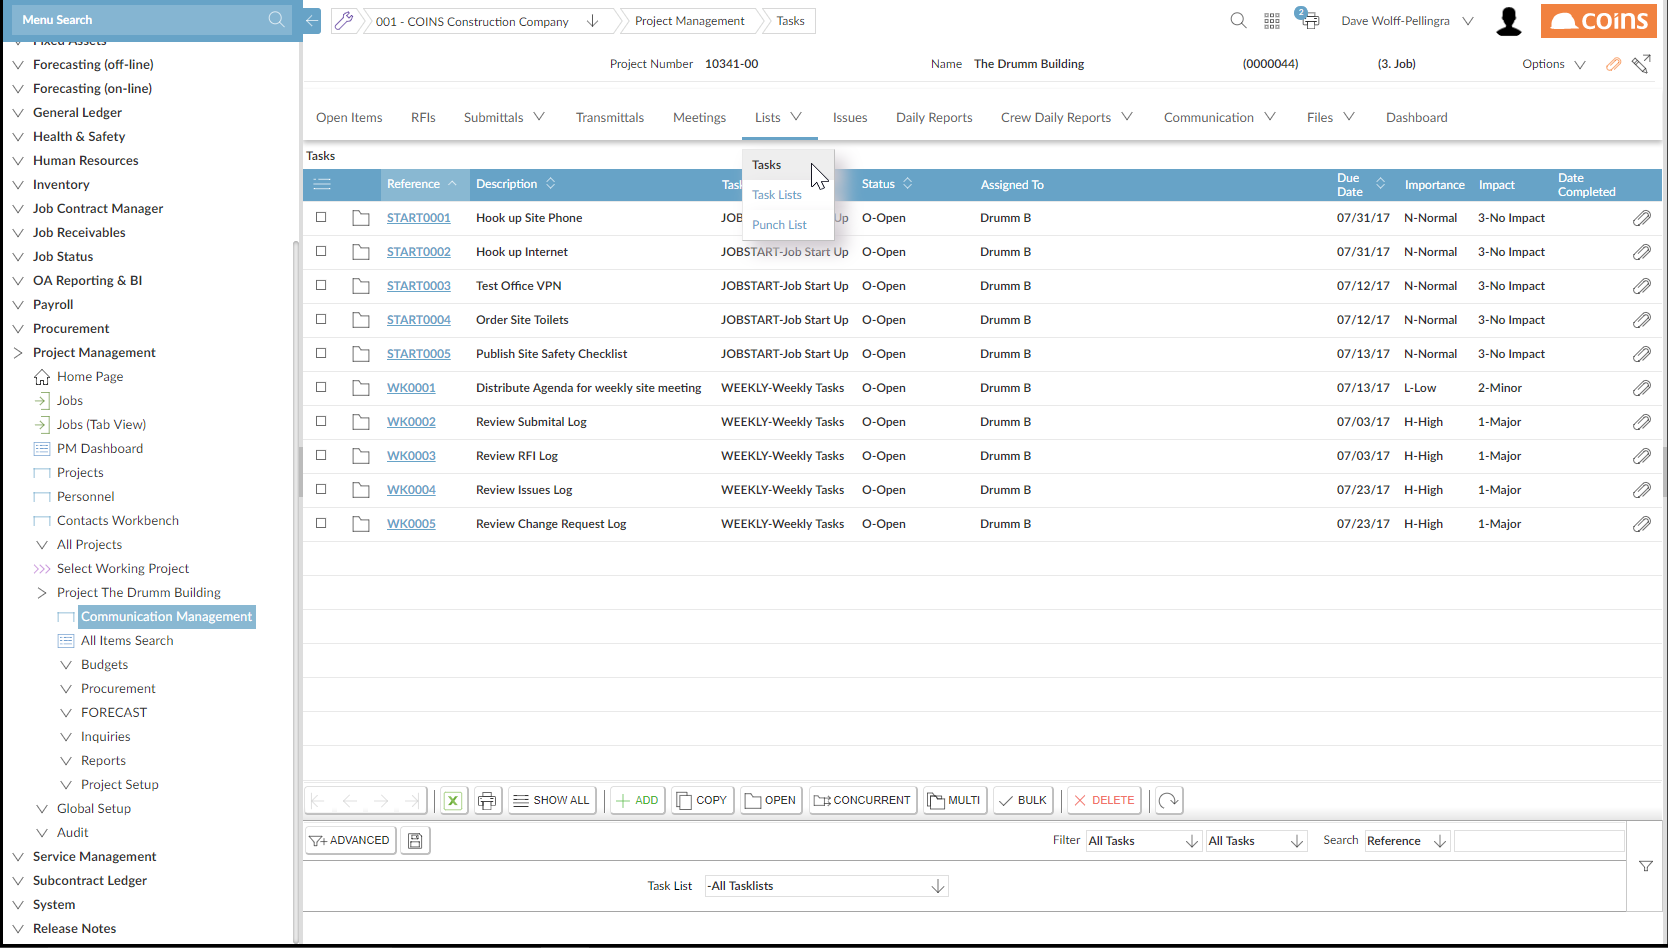 Menu Search
001 - COINS Construction Company
Project Management
Tasks
2
Dave Wolff-Pellingra
coins
Project Number 10341-00
Name The Drumm Building
(0000044)
(3. Job)
Options
Open Items
RFIs
Submittals
Transmittals
Meetings
Lists
Issues
Daily Reports
Crew Daily Reports
Communication
Files
Dashboard
Tasks
Task Lists
Punch List
Fixed Assets
Forecasting (off-line)
Forecasting (on-line)
General Ledger
Health & Safety
Human Resources
Inventory
Job Contract Manager
Job Receivables
Job Status
OA Reporting & BI
Payroll
Procurement
Project Management
Home Page
Jobs
Jobs (Tab View)
PM Dashboard
Projects
Personnel
Contacts Workbench
All Projects
Select Working Project
Project The Drumm Building
Communication Management
All Items Search
Budgets
Procurement
FORECAST
Inquiries
Reports
Project Setup
Global Setup
Audit
Service Management
Subcontract Ledger
System
Release Notes
Tasks
Reference Description Task Status Assigned To Due Date Importance Impact Date Completed
START0001 Hook up Site Phone JOB Up O-Open Drumm B 07/31/17 N-Normal 3-No Impact
START0002 Hook up Internet JOBSTART-Job Start Up O-Open Drumm B 07/31/17 N-Normal 3-No Impact
START0003 Test Office VPN JOBSTART-Job Start Up O-Open Drumm B 07/12/17 N-Normal 3-No Impact
START0004 Order Site Toilets JOBSTART-Job Start Up O-Open Drumm B 07/12/17 N-Normal 3-No Impact
START0005 Publish Site Safety Checklist JOBSTART-Job Start Up O-Open Drumm B 07/13/17 N-Normal 3-No Impact
WK0001 Distribute Agenda for weekly site meeting WEEKLY-Weekly Tasks O-Open Drumm B 07/13/17 L-Low 2-Minor
WK0002 Review Submital Log WEEKLY-Weekly Tasks O-Open Drumm B 07/03/17 H-High 1-Major
WK0003 Review RFI Log WEEKLY-Weekly Tasks O-Open Drumm B 07/03/17 H-High 1-Major
WK0004 Review Issues Log WEEKLY-Weekly Tasks O-Open Drumm B 07/23/17 H-High 1-Major
WK0005 Review Change Request Log WEEKLY-Weekly Tasks O-Open Drumm B 07/23/17 H-High 1-Major
SHOW ALL ADD COPY OPEN CONCURRENT MULTI BULK DELETE
ADVANCED
Filter All Tasks All Tasks Search Reference
Task List -All Tasklists